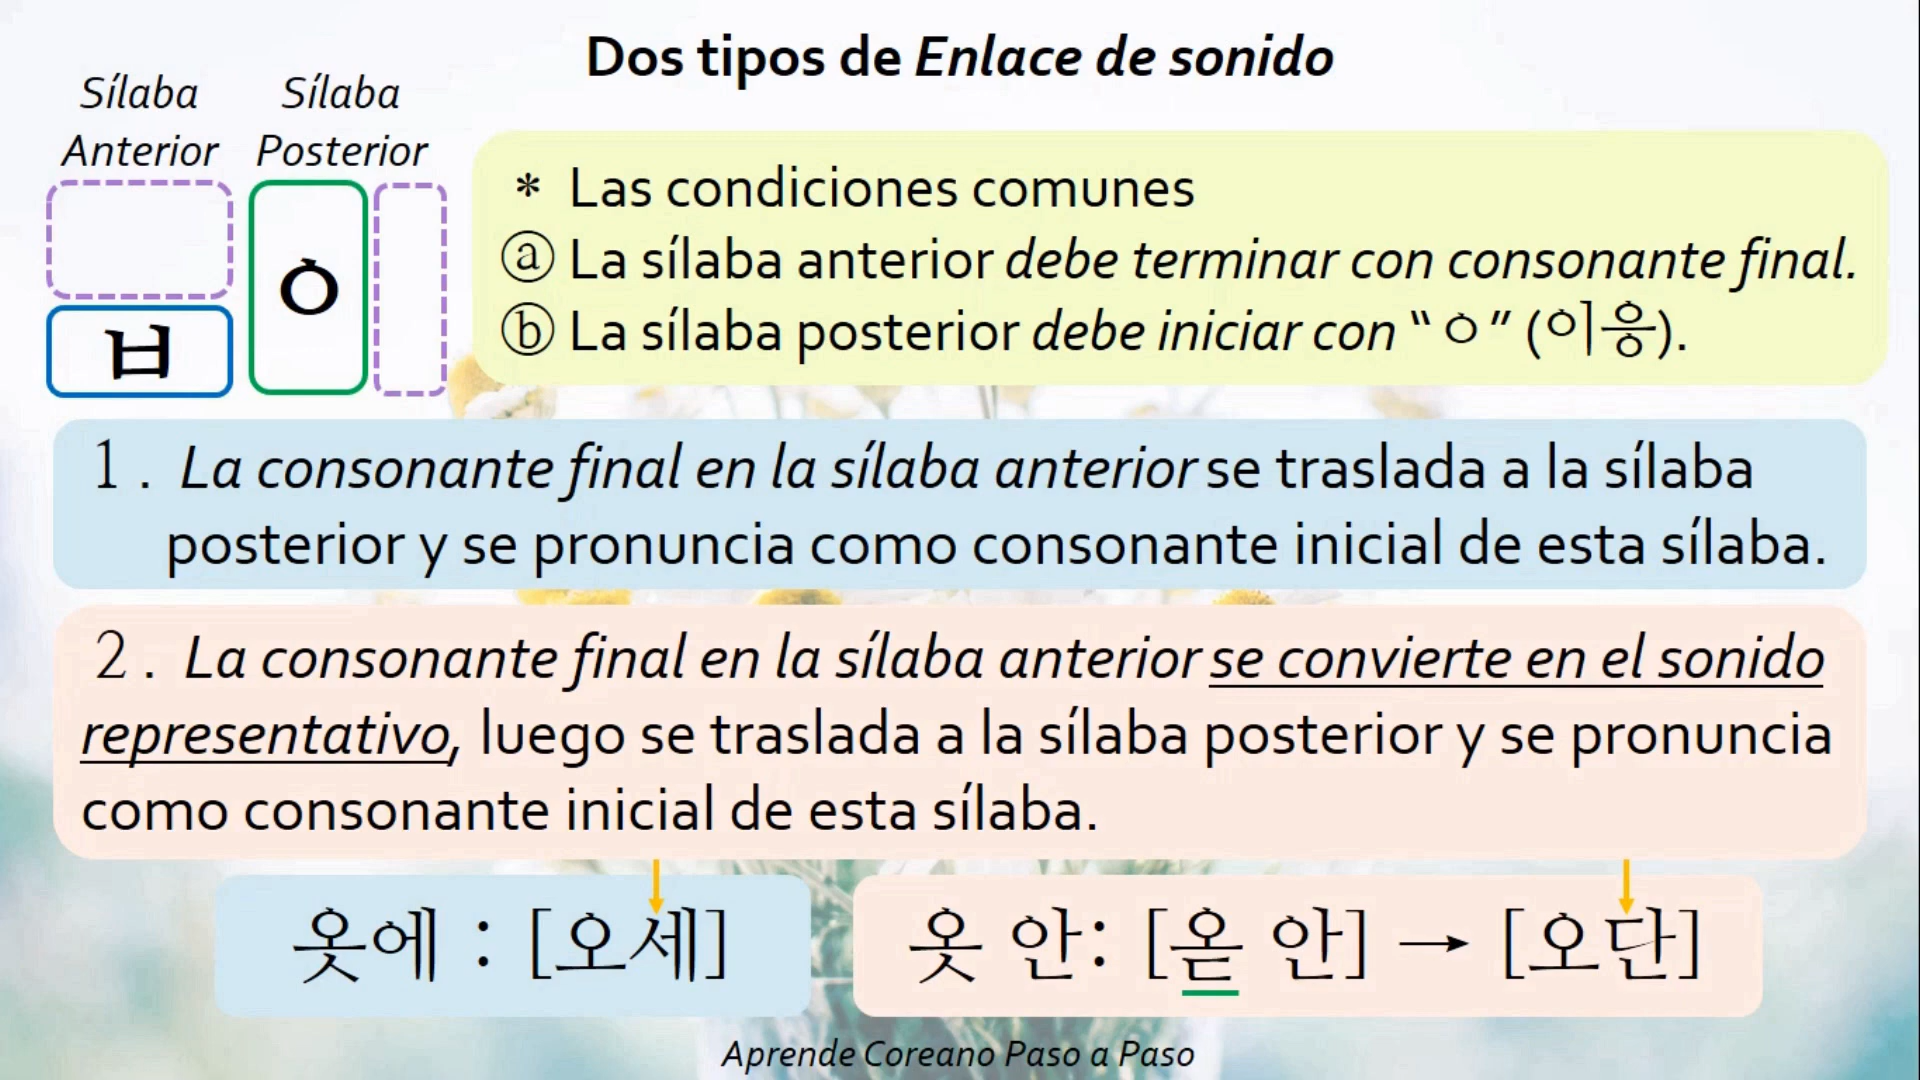 Dos tipos de Enlace de sonido
Sílaba Anterior
Sílaba Posterior
ㅂ
ㅇ
* Las condiciones comunes
ⓐ La sílaba anterior debe terminar con consonante final.
ⓑ La sílaba posterior debe iniciar con “ㅇ” (이응).
1. La consonante final en la sílaba anterior se traslada a la sílaba
posterior y se pronuncia como consonante inicial de esta sílaba.
2. La consonante final en la sílaba anterior se convierte en el sonido
representativo, luego se traslada a la sílaba posterior y se pronuncia
como consonante inicial de esta sílaba.
옷에 : [오세]
옷 안: [옫 안] → [오단]
Aprende Coreano Paso a Paso